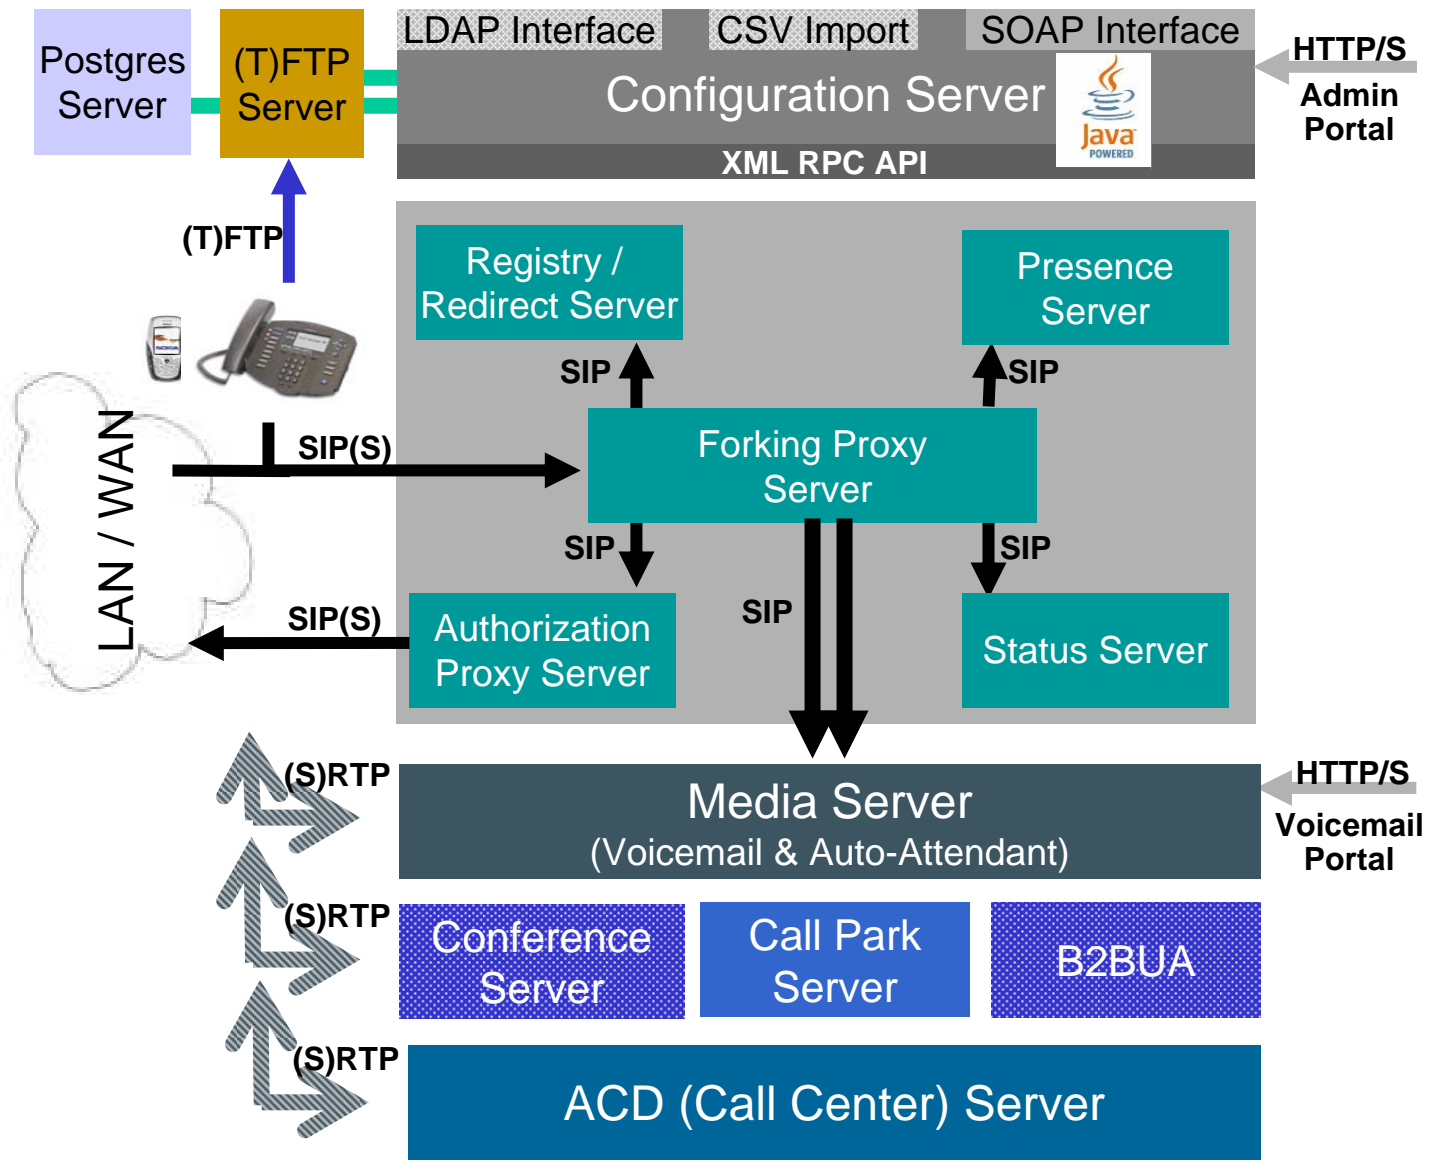 LDAP Interface
CSV Import
SOAP Interface
Postgres
Server
(T)FTP
Server
Configuration Server
Java
POWERED
XML RPC API
HTTP/S
Admin
Portal
(T)FTP
Registry /
Redirect Server
Presence
Server
NOKIA
SIP
SIP
LAN / WAN
SIP(S)
Forking Proxy
Server
SIP
SIP
SIP
SIP(S)
Authorization
Proxy Server
Status Server
(S)RTP
Media Server
(Voicemail & Auto-Attendant)
HTTP/S
Voicemail
Portal
(S)RTP
Conference
Server
Call Park
Server
B2BUA
(S)RTP
ACD (Call Center) Server